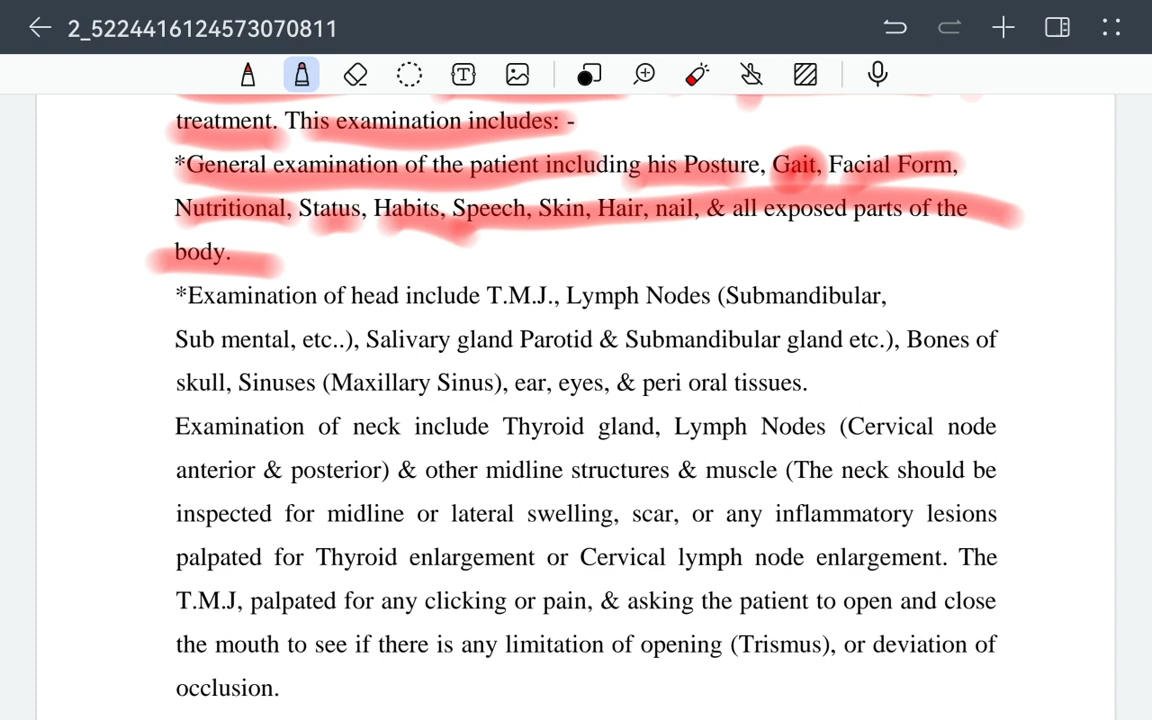 2_5224416124573070811
treatment. This examination includes: -
*General examination of the patient including his Posture, Gait, Facial Form,
Nutritional, Status, Habits, Speech, Skin, Hair, nail, & all exposed parts of the
body.
*Examination of head include T.M.J., Lymph Nodes (Submandibular,
Sub mental, etc..), Salivary gland Parotid & Submandibular gland etc.), Bones of
skull, Sinuses (Maxillary Sinus), ear, eyes, & peri oral tissues.
Examination of neck include Thyroid gland, Lymph Nodes (Cervical node
anterior & posterior) & other midline structures & muscle (The neck should be
inspected for midline or lateral swelling, scar, or any inflammatory lesions
palpated for Thyroid enlargement or Cervical lymph node enlargement. The
T.M.J, palpated for any clicking or pain, & asking the patient to open and close
the mouth to see if there is any limitation of opening (Trismus), or deviation of
occlusion.